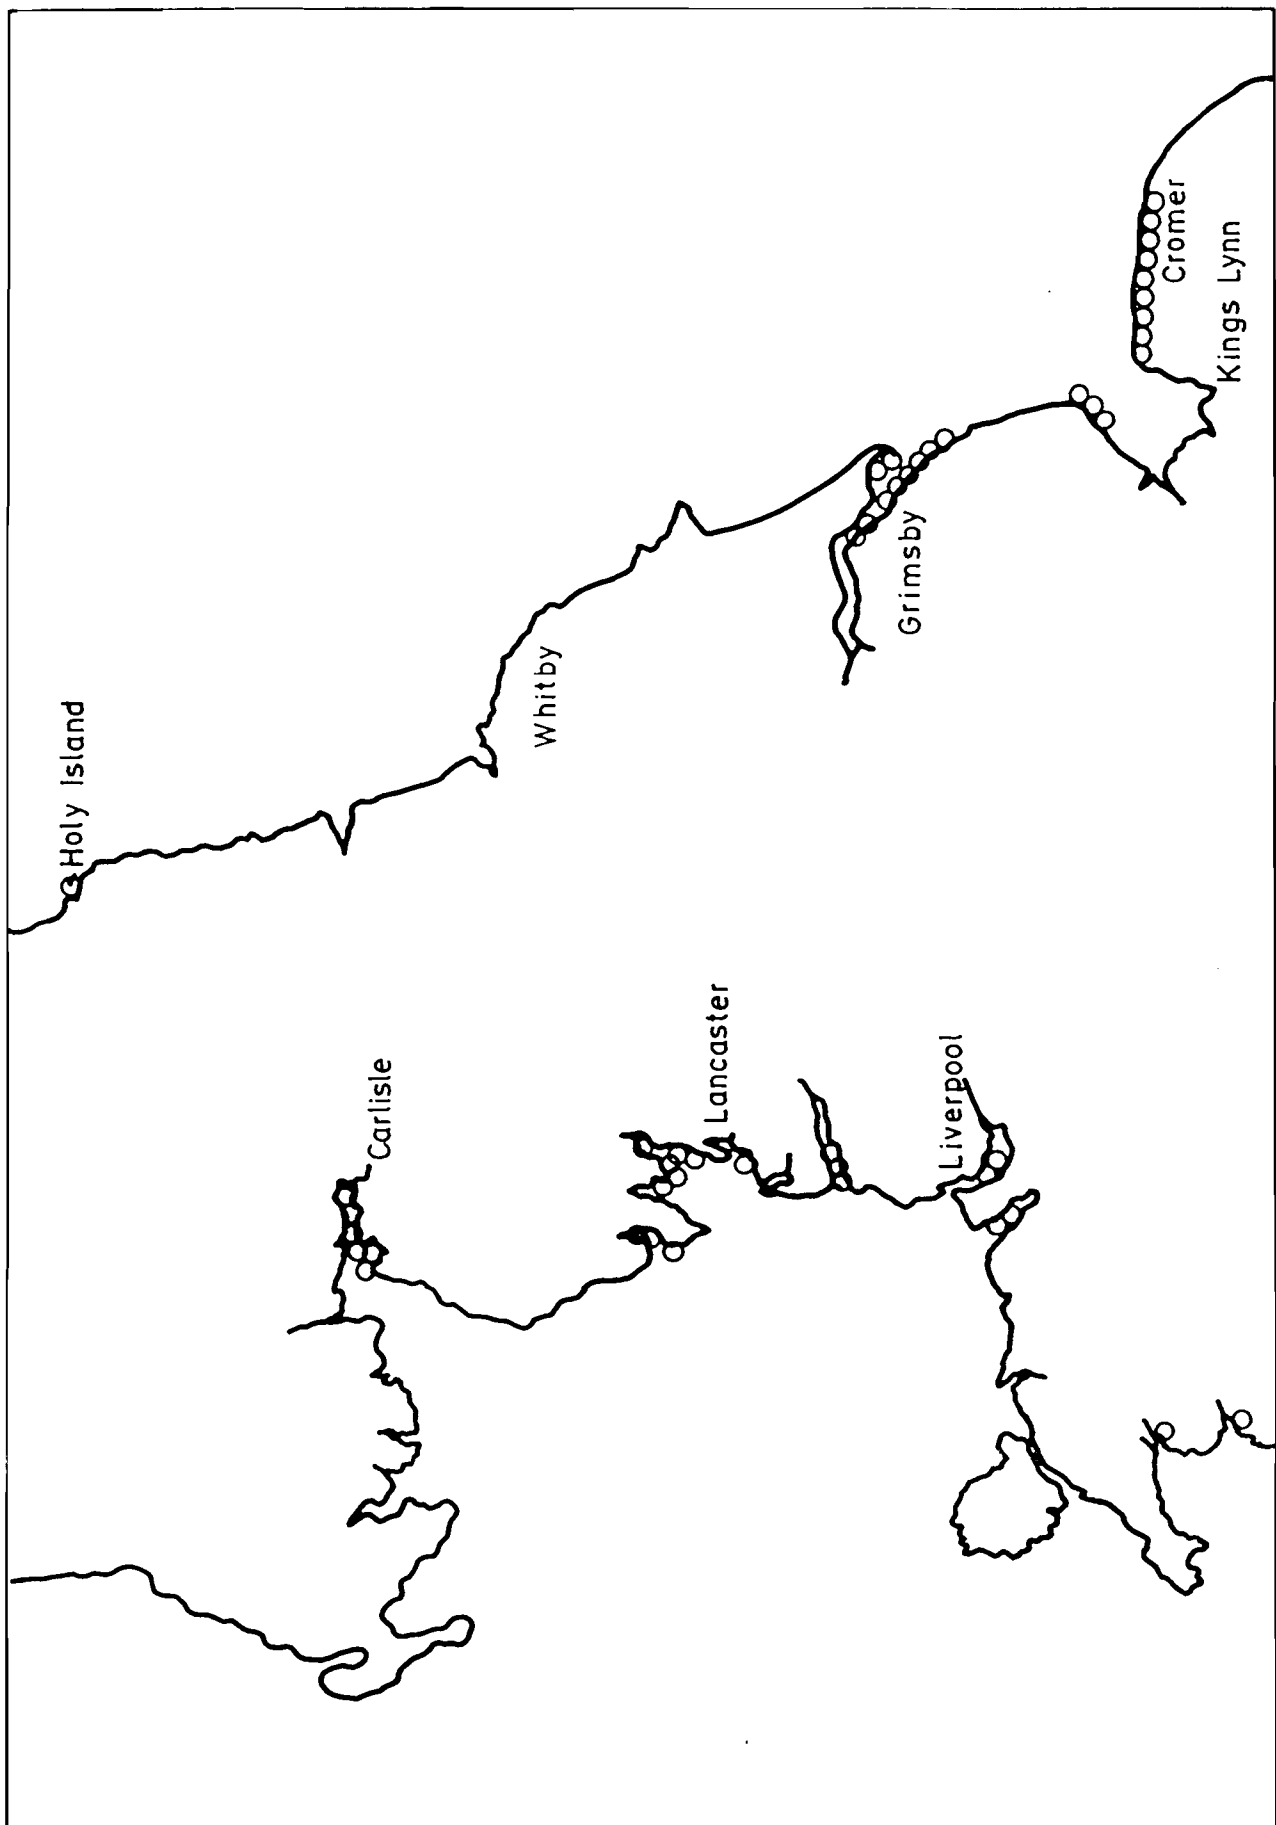 Holy Island
Carlisle
Whitby
Lancaster
Grimsby
Liverpool
Cromer
Kings Lynn